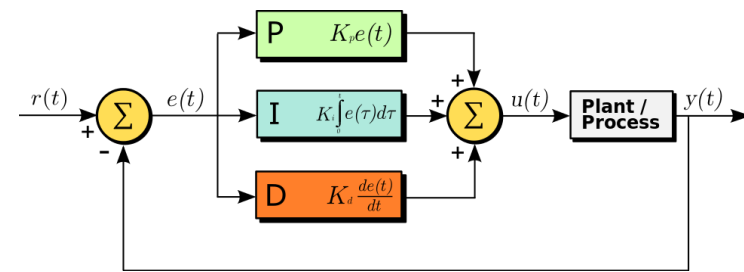 P K_p e(t)
r(t) Σ e(t) I K_i ∫_0^t e(τ)dτ Σ u(t) Plant / Process y(t)
+ - + + +
D K_d de(t)/dt